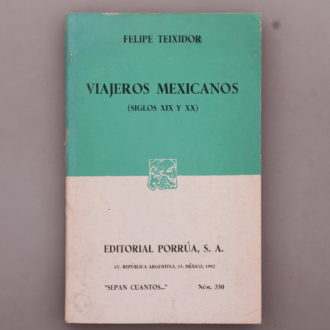 FELIPE TEIXIDOR
VIAJEROS MEXICANOS
(SIGLOS XIX Y XX)
EDITORIAL PORRÚA, S. A.
AV. REPÚBLICA ARGENTINA, 15. MÉXICO, 1982
"SEPAN CUANTOS..." NÚM. 350